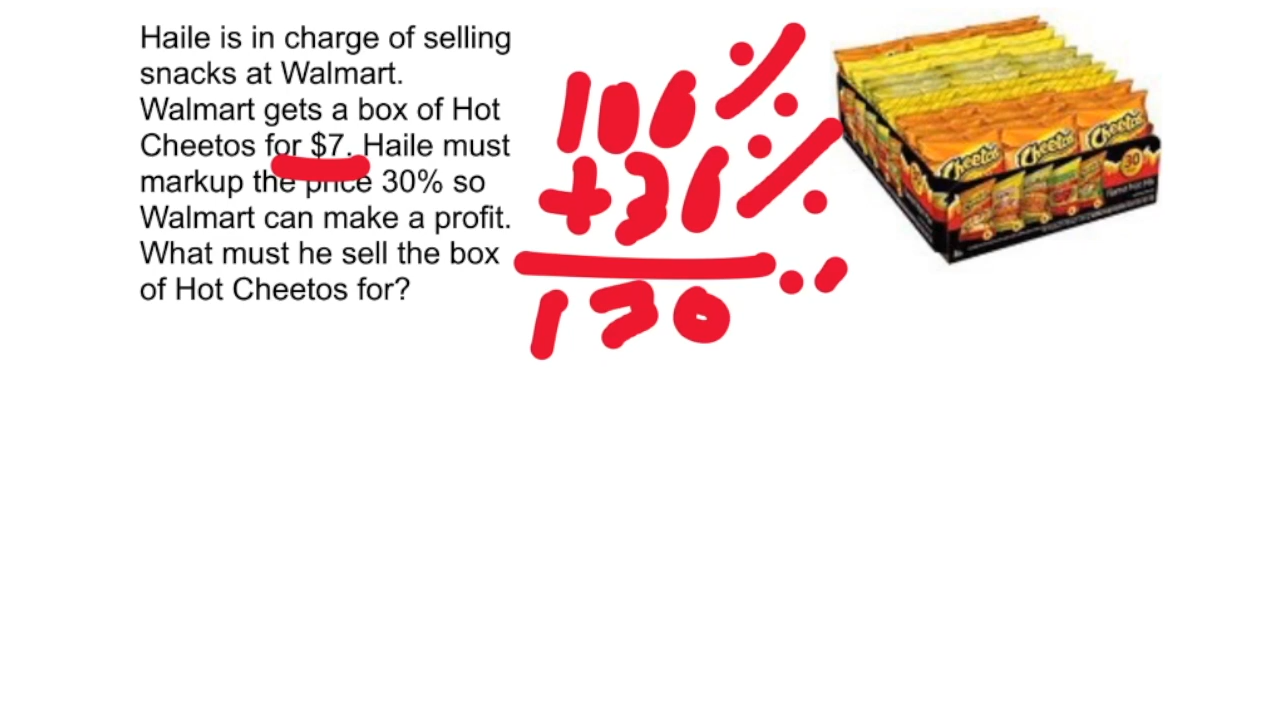 Haile is in charge of selling
snacks at Walmart.
Walmart gets a box of Hot
Cheetos for $7. Haile must
markup the price 30% so
Walmart can make a profit.
What must he sell the box
of Hot Cheetos for?
100%
+30%
130
Cheetos Cheetos Cheetos
30